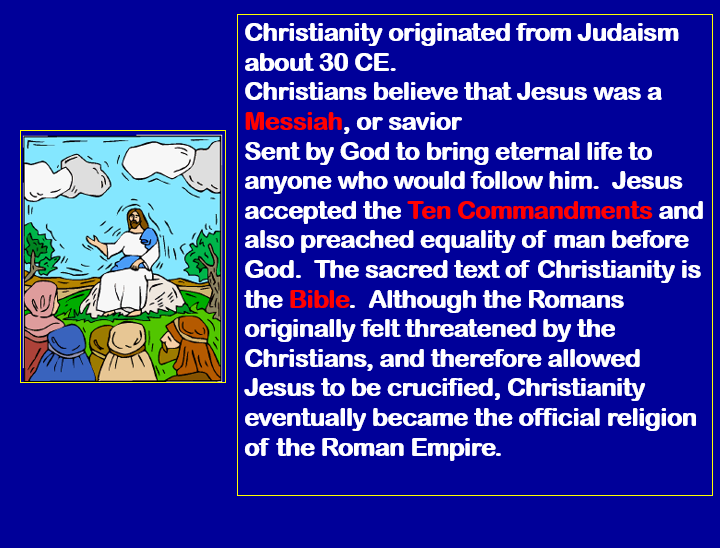 Christianity originated from Judaism
about 30 CE.
Christians believe that Jesus was a
Messiah, or savior
Sent by God to bring eternal life to
anyone who would follow him.  Jesus
accepted the Ten Commandments and
also preached equality of man before
God.  The sacred text of Christianity is
the Bible.  Although the Romans
originally felt threatened by the
Christians, and therefore allowed
Jesus to be crucified, Christianity
eventually became the official religion
of the Roman Empire.